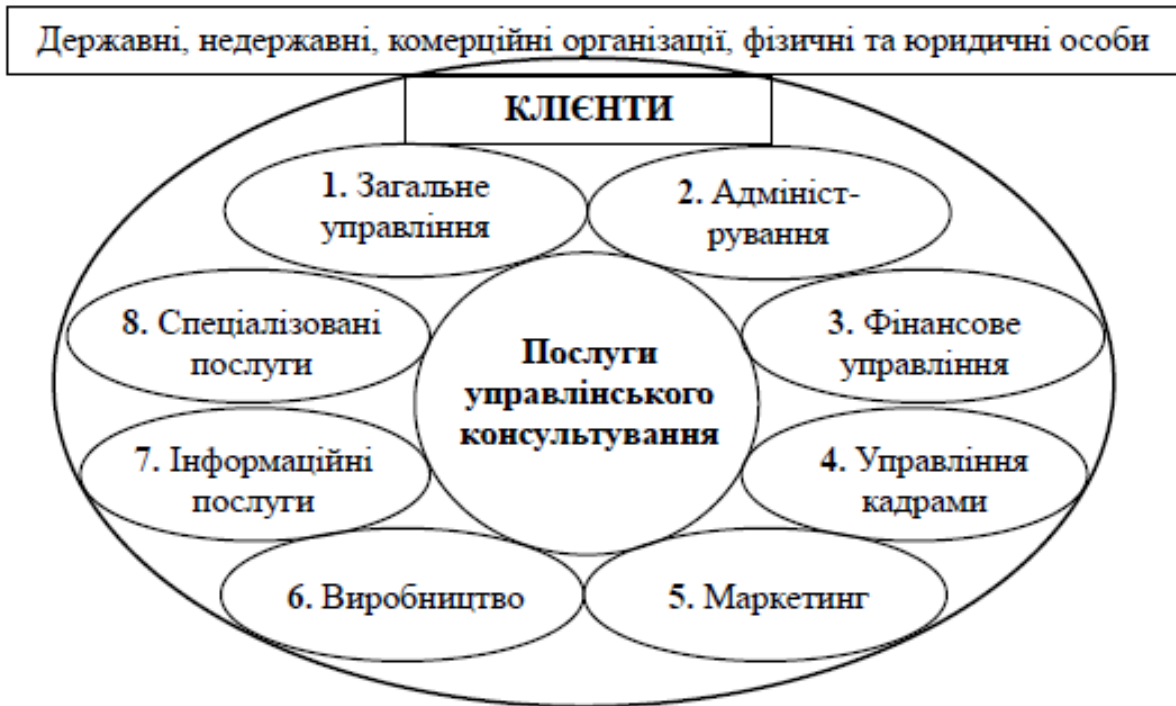 Державні, недержавні, комерційні організації, фізичні та юридичні особи
КЛІЄНТИ
1. Загальне
управління
2. Адмініст-
рування
3. Фінансове
управління
4. Управління
кадрами
5. Маркетинг
6. Виробництво
7. Інформаційні
послуги
8. Спеціалізовані
послуги
Послуги
управлінського
консультування